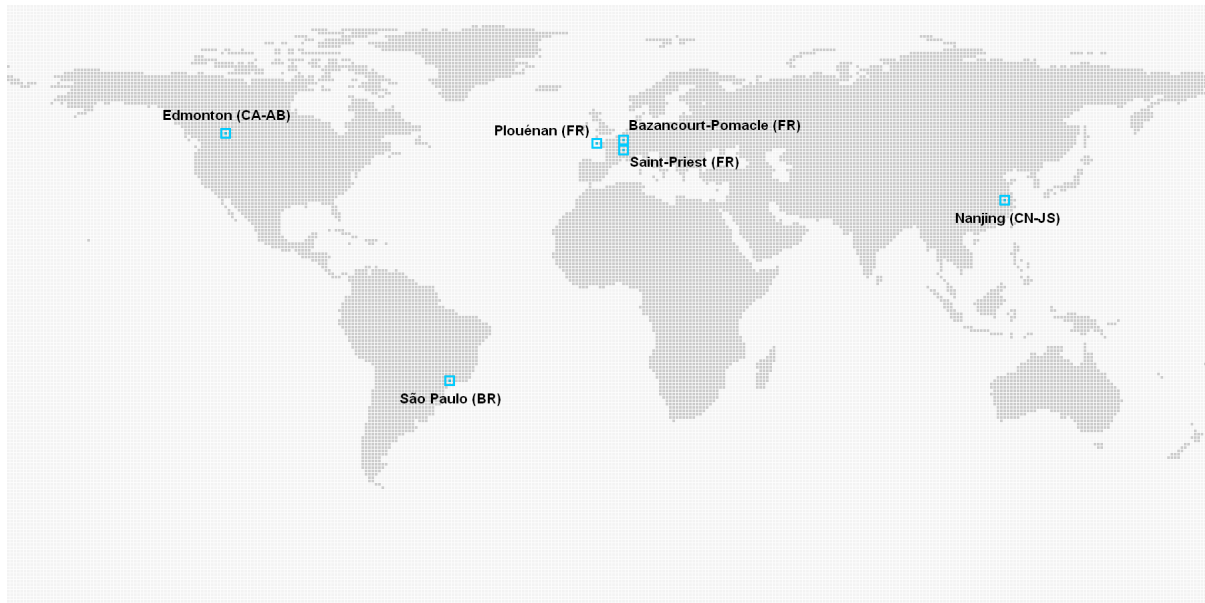 Edmonton (CA-AB)
Plouénan (FR)
Bazancourt-Pomacle (FR)
Saint-Priest (FR)
Nanjing (CN-JS)
São Paulo (BR)